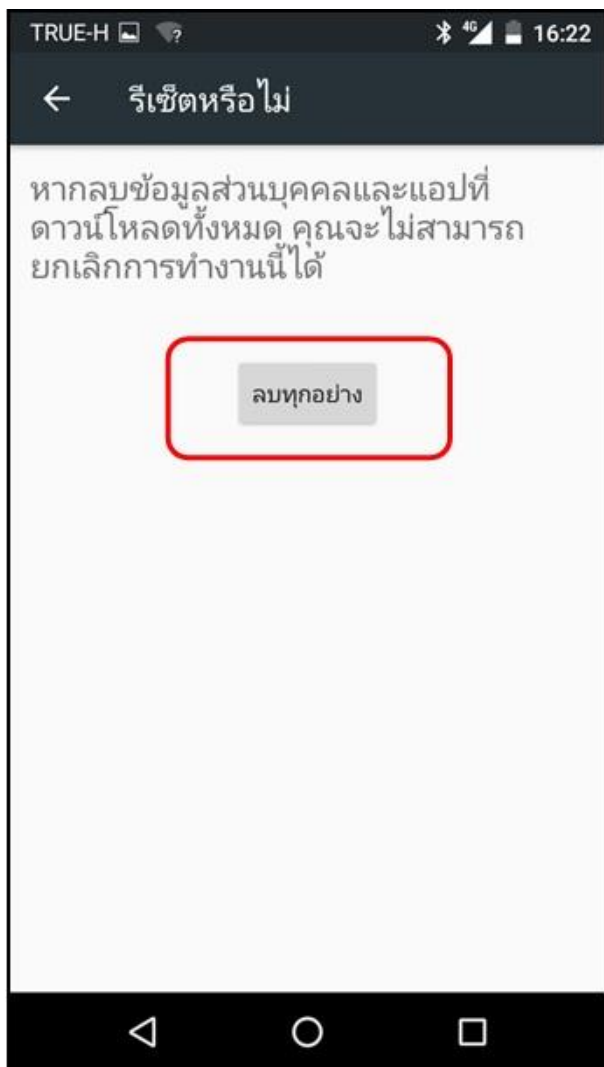 TRUE-H 4G 16:22
รีเซ็ตหรือไม่
หากลบข้อมูลส่วนบุคคลและแอปที่
ดาวน์โหลดทั้งหมด คุณจะไม่สามารถ
ยกเลิกการทำงานนี้ได้
ลบทุกอย่าง